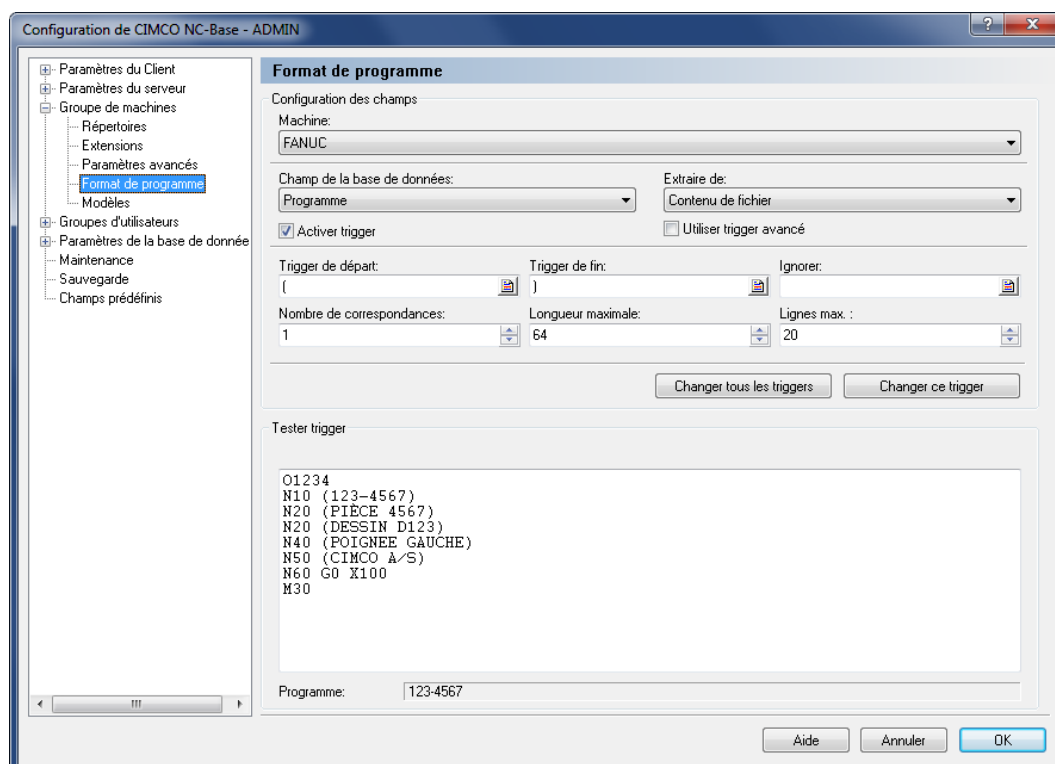 Configuration de CIMCO NC-Base - ADMIN
Paramètres du Client
Paramètres du serveur
Groupe de machines
Répertoires
Extensions
Paramètres avancés
Format de programme
Modèles
Groupes d'utilisateurs
Paramètres de la base de donnée
Maintenance
Sauvegarde
Champs prédéfinis
Format de programme
Configuration des champs
Machine:
FANUC
Champ de la base de données: Extraire de:
Programme Contenu de fichier
Activer trigger Utiliser trigger avancé
Trigger de départ: Trigger de fin: Ignorer:
( )
Nombre de correspondances: Longueur maximale: Lignes max. :
1 64 20
Changer tous les triggers Changer ce trigger
Tester trigger
O1234
N10 (123-4567)
N20 (PIÈCE 4567)
N20 (DESSIN D123)
N40 (POIGNEE GAUCHE)
N50 (CIMCO A/S)
N60 G0 X100
M30
Programme: 123-4567
Aide Annuler OK